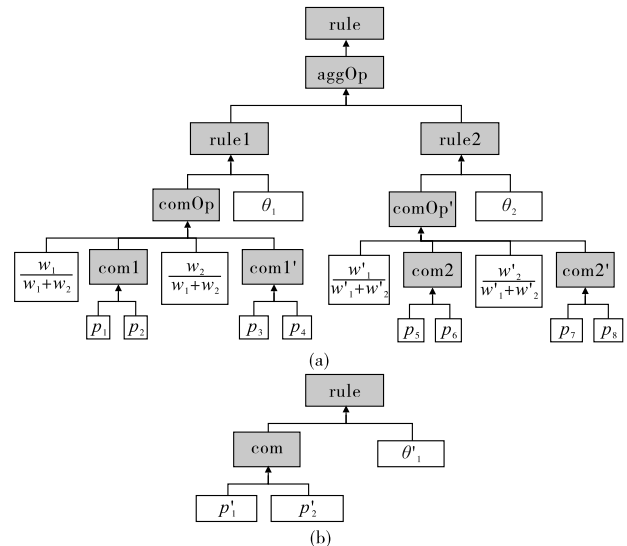 rule
aggOp
rule1 rule2
comOp θ₁ comOp' θ₂
w₁/(w₁+w₂) com1 w₂/(w₁+w₂) com1' w'₁/(w'₁+w'₂) com2 w'₂/(w'₁+w'₂) com2'
p₁ p₂ p₃ p₄ p₅ p₆ p₇ p₈
(a)
rule
com θ'₁
p'₁ p'₂
(b)